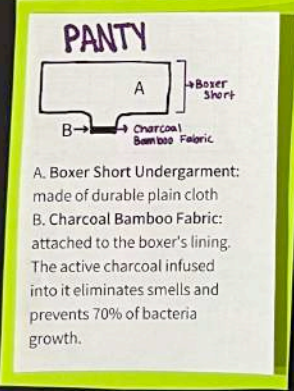 PANTY
A
Boxer
Short
B
Charcoal
Bamboo Fabric
A. Boxer Short Undergarment:
made of durable plain cloth
B. Charcoal Bamboo Fabric:
attached to the boxer's lining.
The active charcoal infused
into it eliminates smells and
prevents 70% of bacteria
growth.